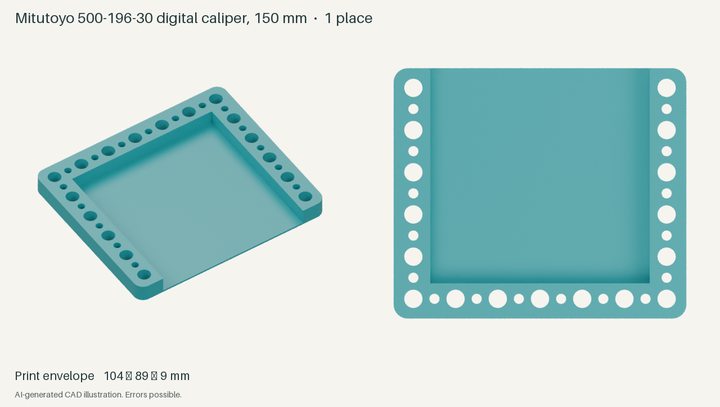 Mitutoyo 500-196-30 digital caliper, 150 mm · 1 place
Print envelope 104 ▯ 89 ▯ 9 mm
AI-generated CAD illustration. Errors possible.